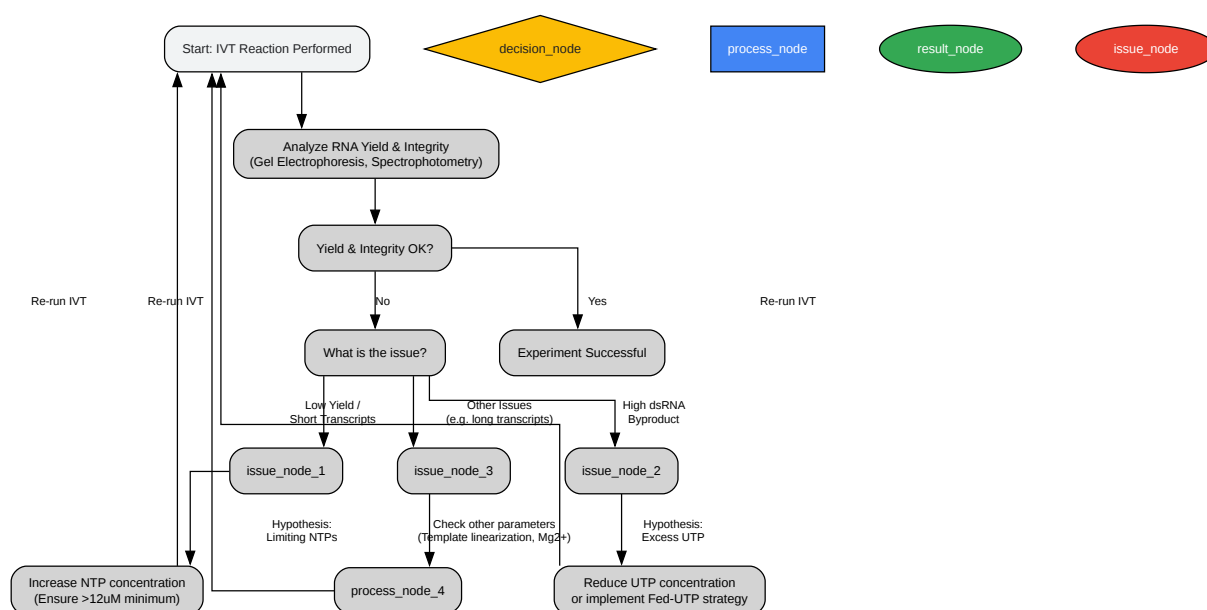 Start: IVT Reaction Performed
decision_node
process_node
result_node
issue_node
Analyze RNA Yield & Integrity
(Gel Electrophoresis, Spectrophotometry)
Yield & Integrity OK?
Re-run IVT
Re-run IVT
No
Yes
Re-run IVT
What is the issue?
Experiment Successful
Low Yield /
Short Transcripts
Other Issues
(e.g. long transcripts)
High dsRNA
Byproduct
issue_node_1
issue_node_3
issue_node_2
Hypothesis:
Limiting NTPs
Check other parameters
(Template linearization, Mg2+)
Hypothesis:
Excess UTP
Increase NTP concentration
(Ensure >12uM minimum)
process_node_4
Reduce UTP concentration
or implement Fed-UTP strategy